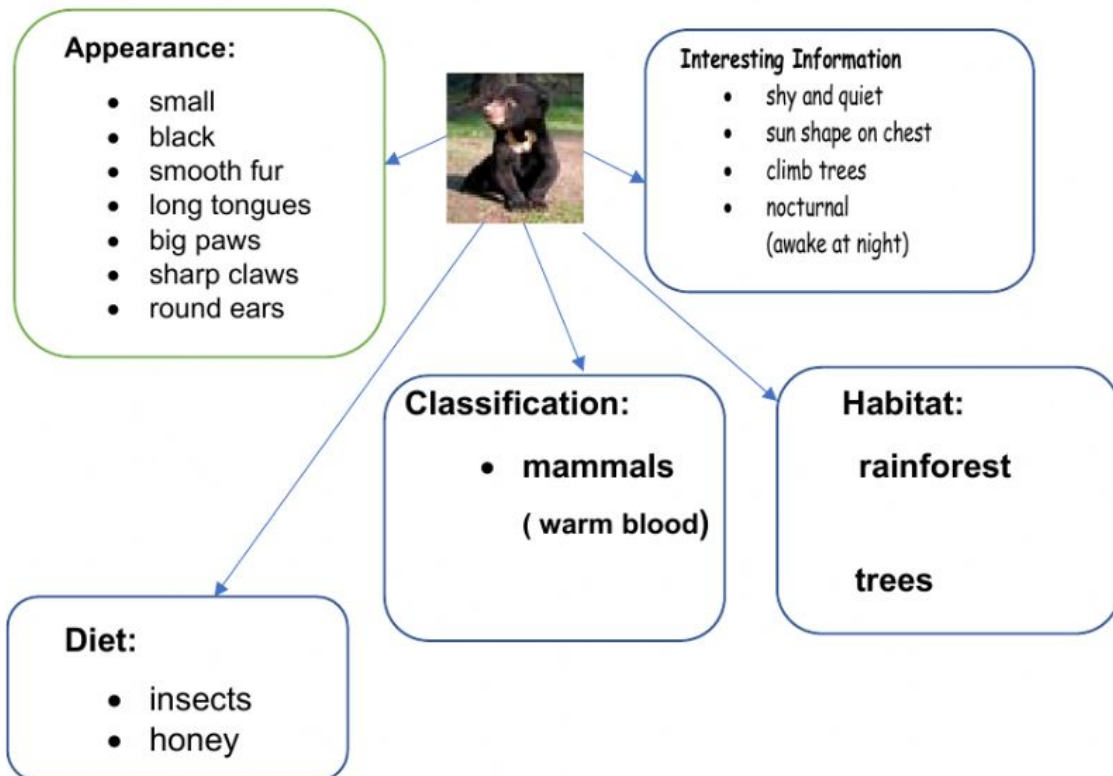 Appearance:
• small
• black
• smooth fur
• long tongues
• big paws
• sharp claws
• round ears
Interesting Information
• shy and quiet
• sun shape on chest
• climb trees
• nocturnal
(awake at night)
Classification:
• mammals
( warm blood)
Habitat:
rainforest
trees
Diet:
• insects
• honey